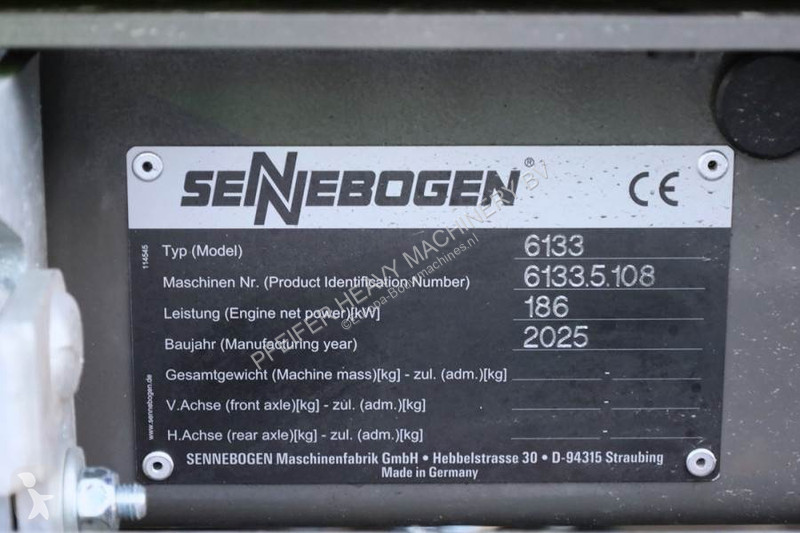 SENNEBOGEN® CE
Typ (Model) 6133
Maschinen Nr. (Product Identification Number) 6133.5.108
Leistung (Engine net power)[kW] 186
Baujahr (Manufacturing year) 2025
Gesamtgewicht (Machine mass)[kg] - zul. (adm.)[kg] -
V.Achse (front axle)[kg] - zul. (adm.)[kg] -
H.Achse (rear axle)[kg] - zul. (adm.)[kg] -
SENNEBOGEN Maschinenfabrik GmbH • Hebbelstrasse 30 • D-94315 Straubing
Made in Germany
114545
www.sennebogen.de
PFEIFER HEAVY MACHINERY BV